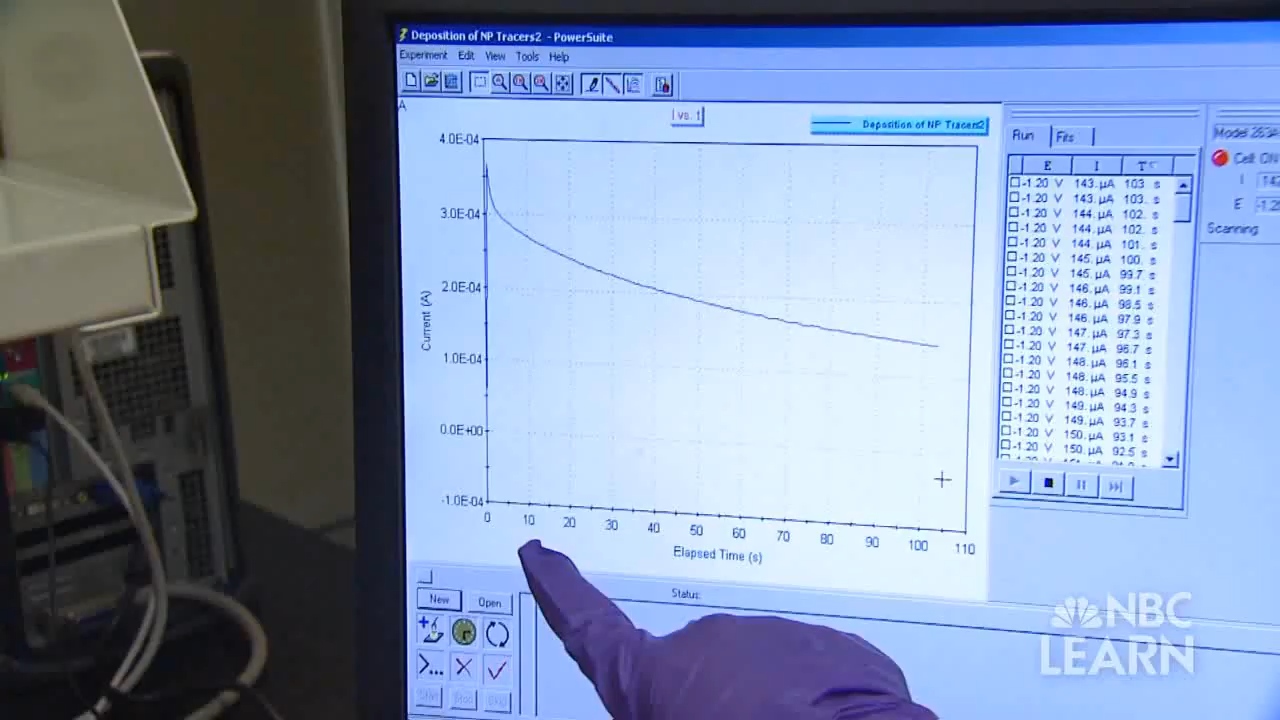 Deposition of NP Tracers2 - PowerSuite
Experiment Edit View Tools Help
A
I vs. t
Deposition of NP Tracers2
4.0E-04
3.0E-04
2.0E-04
1.0E-04
0.0E+00
-1.0E-04
Current (A)
0 10 20 30 40 50 60 70 80 90 100 110
Elapsed Time (s)
Run Fits
E I T
-1.20 V 143. µA 103. s
-1.20 V 143. µA 103. s
-1.20 V 144. µA 102. s
-1.20 V 144. µA 102. s
-1.20 V 144. µA 101. s
-1.20 V 145. µA 100. s
-1.20 V 145. µA 99.7 s
-1.20 V 146. µA 99.1 s
-1.20 V 146. µA 98.5 s
-1.20 V 146. µA 97.9 s
-1.20 V 147. µA 97.3 s
-1.20 V 147. µA 96.7 s
-1.20 V 148. µA 96.1 s
-1.20 V 148. µA 95.5 s
-1.20 V 148. µA 94.9 s
-1.20 V 149. µA 94.3 s
-1.20 V 149. µA 93.7 s
-1.20 V 150. µA 93.1 s
-1.20 V 150. µA 92.5 s
Model 263A
Cell ON
I 142
E -1.2
Scanning
New Open
Status:
NBC
LEARN